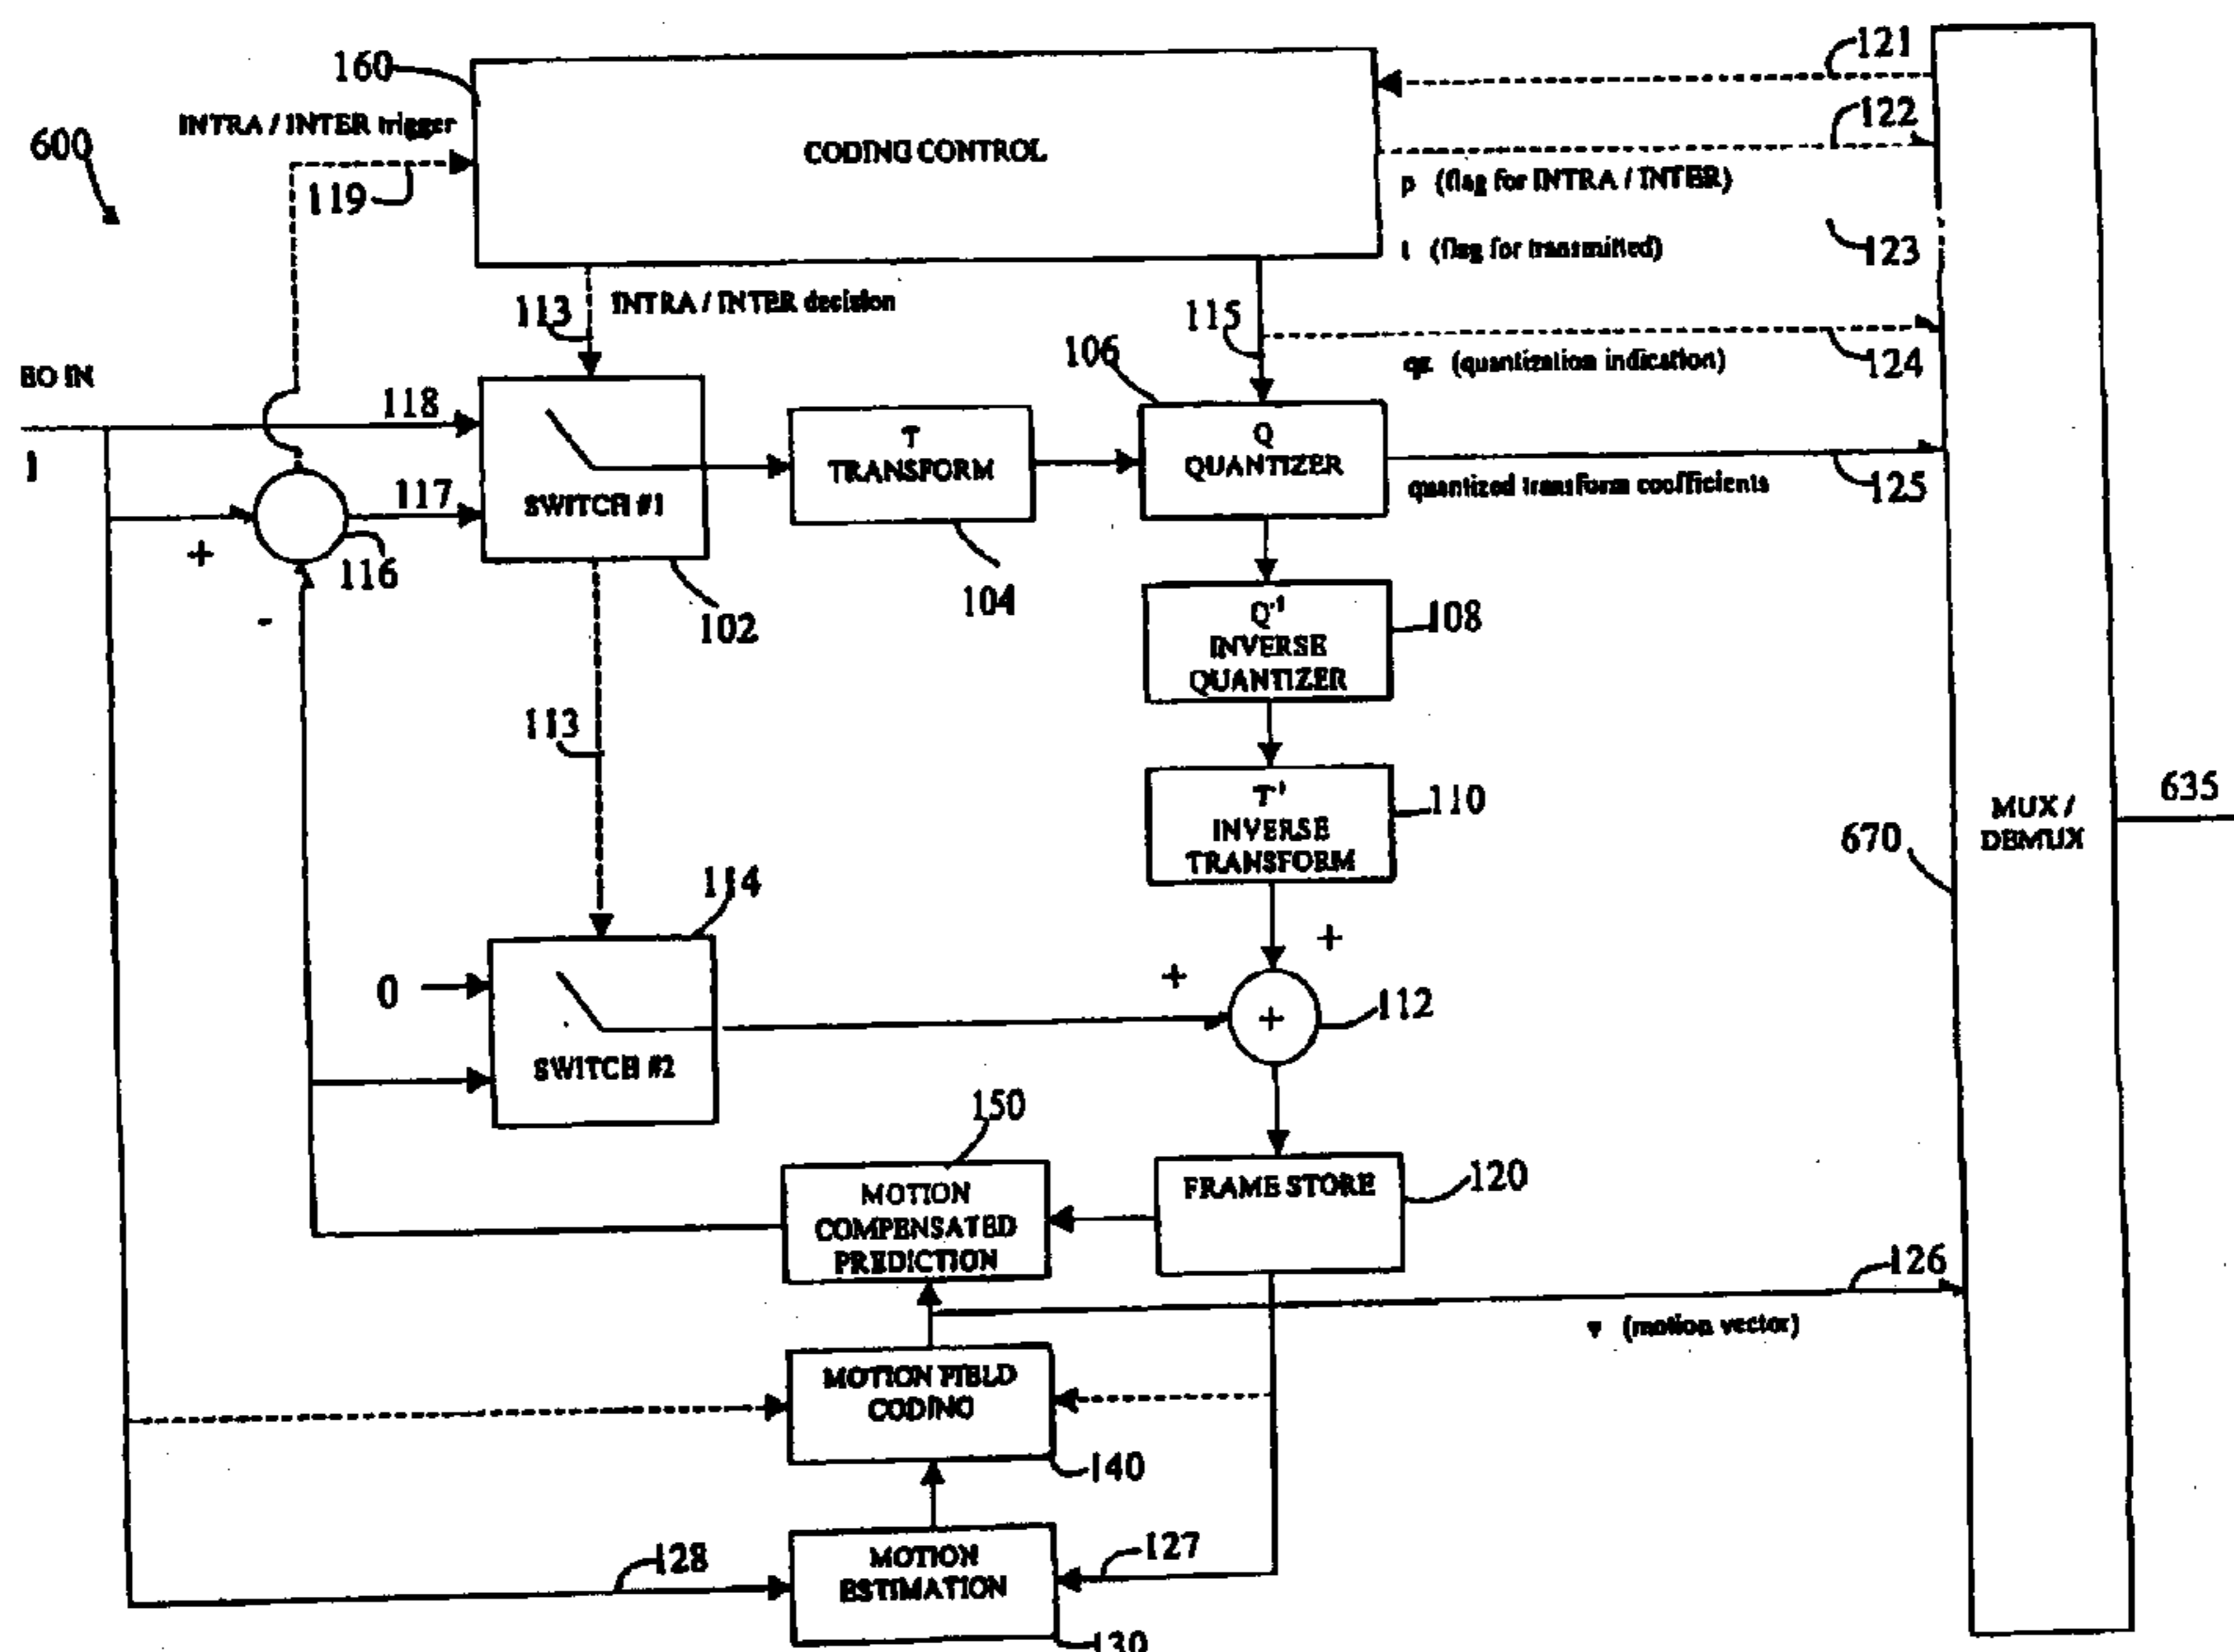 160
121
INTRA / INTER trigger
122
600
CODING CONTROL
119
p (flag for INTRA / INTER)
t (flag for transmitted)
123
113
INTRA / INTER decision
115
106
qz (quantization indication)
124
EO IN
118
1
T
TRANSFORM
Q
QUANTIZER
117
SWITCH #1
quantized transform coefficients
125
+
116
-
102
104
Q-1
INVERSE
QUANTIZER
108
113
T-1
INVERSE
TRANSFORM
110
MUX /
DEMUX
635
670
114
+
0
+
+
112
SWITCH #2
150
MOTION
COMPENSATED
PREDICTION
FRAME STORE
120
126
v (motion vector)
MOTION FIELD
CODING
140
128
MOTION
ESTIMATION
127
130